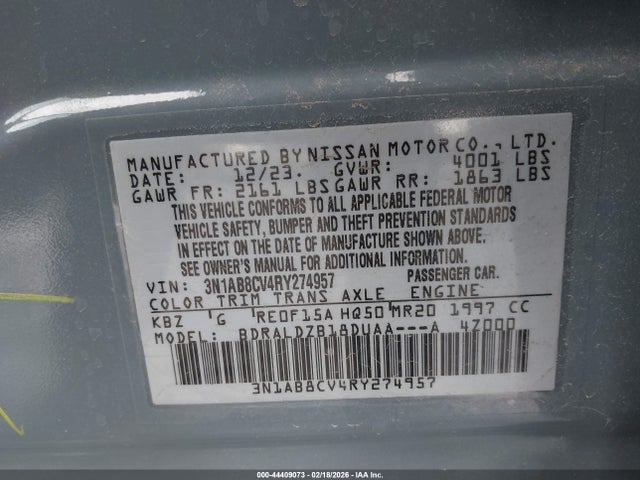 MANUFACTURED BY NISSAN MOTOR CO., LTD.
DATE: 12/23. GVWR: 4001 LBS
GAWR FR: 2161 LBS GAWR RR: 1863 LBS
THIS VEHICLE CONFORMS TO ALL APPLICABLE FEDERAL MOTOR
VEHICLE SAFETY, BUMPER AND THEFT PREVENTION STANDARDS
IN EFFECT ON THE DATE OF MANUFACTURE SHOWN ABOVE.
SEE OWNER'S MANUAL FOR ADDITIONAL INFORMATION.
VIN: 3N1AB8CV4RY274957 PASSENGER CAR.
COLOR TRIM TRANS AXLE ENGINE
KBZ G RE0F15A HQ50 MR20 1997 CC
MODEL: BDRALDZB18DUAA---A 4Z000
3N1AB8CV4RY274957
000-44409073 - 02/18/2026 - IAA Inc.